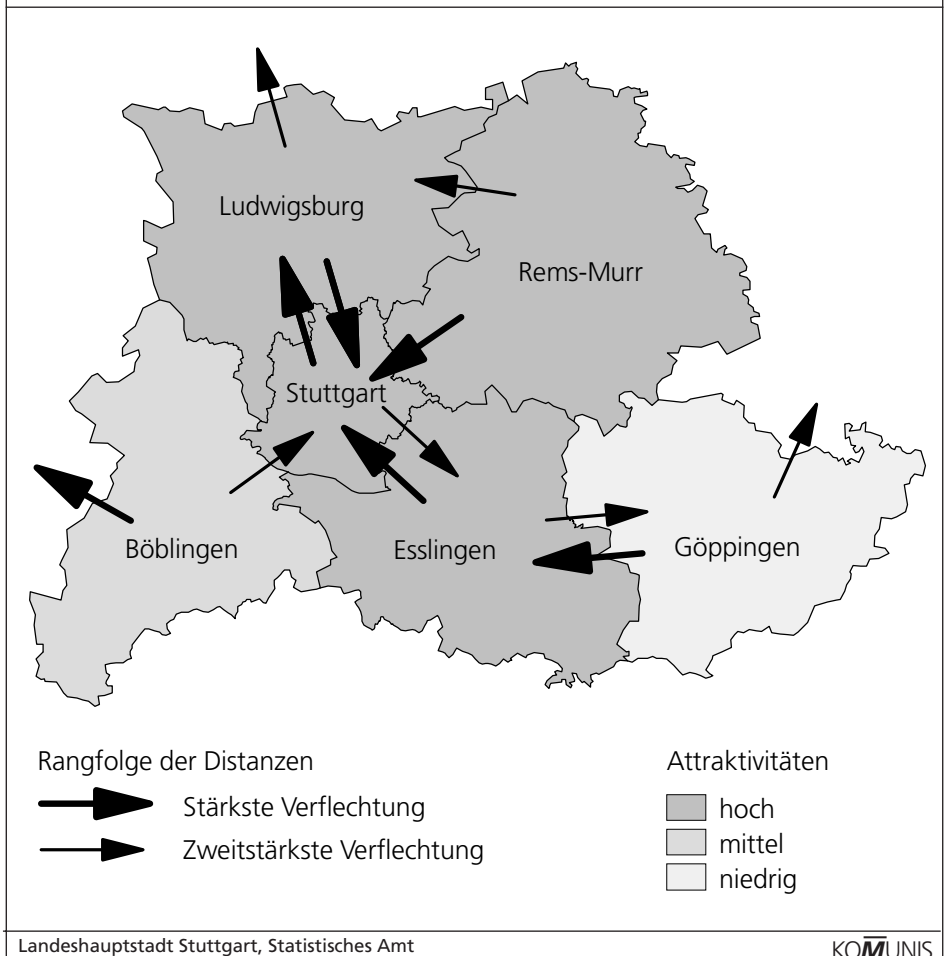 Ludwigsburg
Rems-Murr
Stuttgart
Böblingen
Esslingen
Göppingen
Rangfolge der Distanzen
Stärkste Verflechtung
Zweitstärkste Verflechtung
Attraktivitäten
hoch
mittel
niedrig
Landeshauptstadt Stuttgart, Statistisches Amt
KOMUNIS